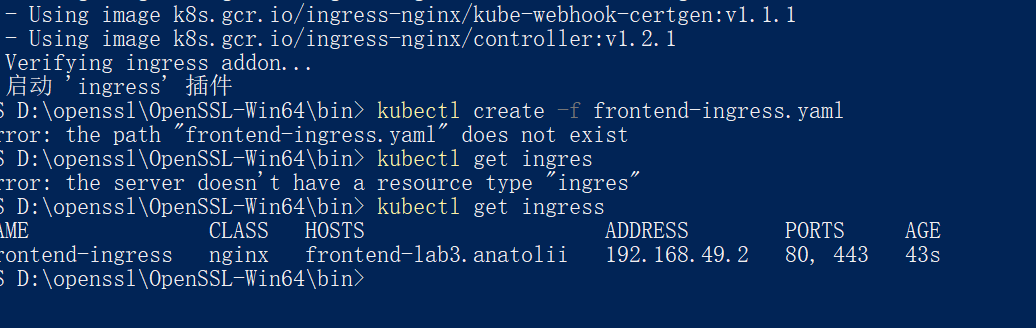 - Using image k8s.gcr.io/ingress-nginx/kube-webhook-certgen:v1.1.1
- Using image k8s.gcr.io/ingress-nginx/controller:v1.2.1
Verifying ingress addon...
启动 'ingress' 插件
S D:\openssl\OpenSSL-Win64\bin> kubectl create -f frontend-ingress.yaml
rror: the path "frontend-ingress.yaml" does not exist
S D:\openssl\OpenSSL-Win64\bin> kubectl get ingres
rror: the server doesn't have a resource type "ingres"
S D:\openssl\OpenSSL-Win64\bin> kubectl get ingress
AME CLASS HOSTS ADDRESS PORTS AGE
rontend-ingress nginx frontend-lab3.anatolii 192.168.49.2 80, 443 43s
S D:\openssl\OpenSSL-Win64\bin>